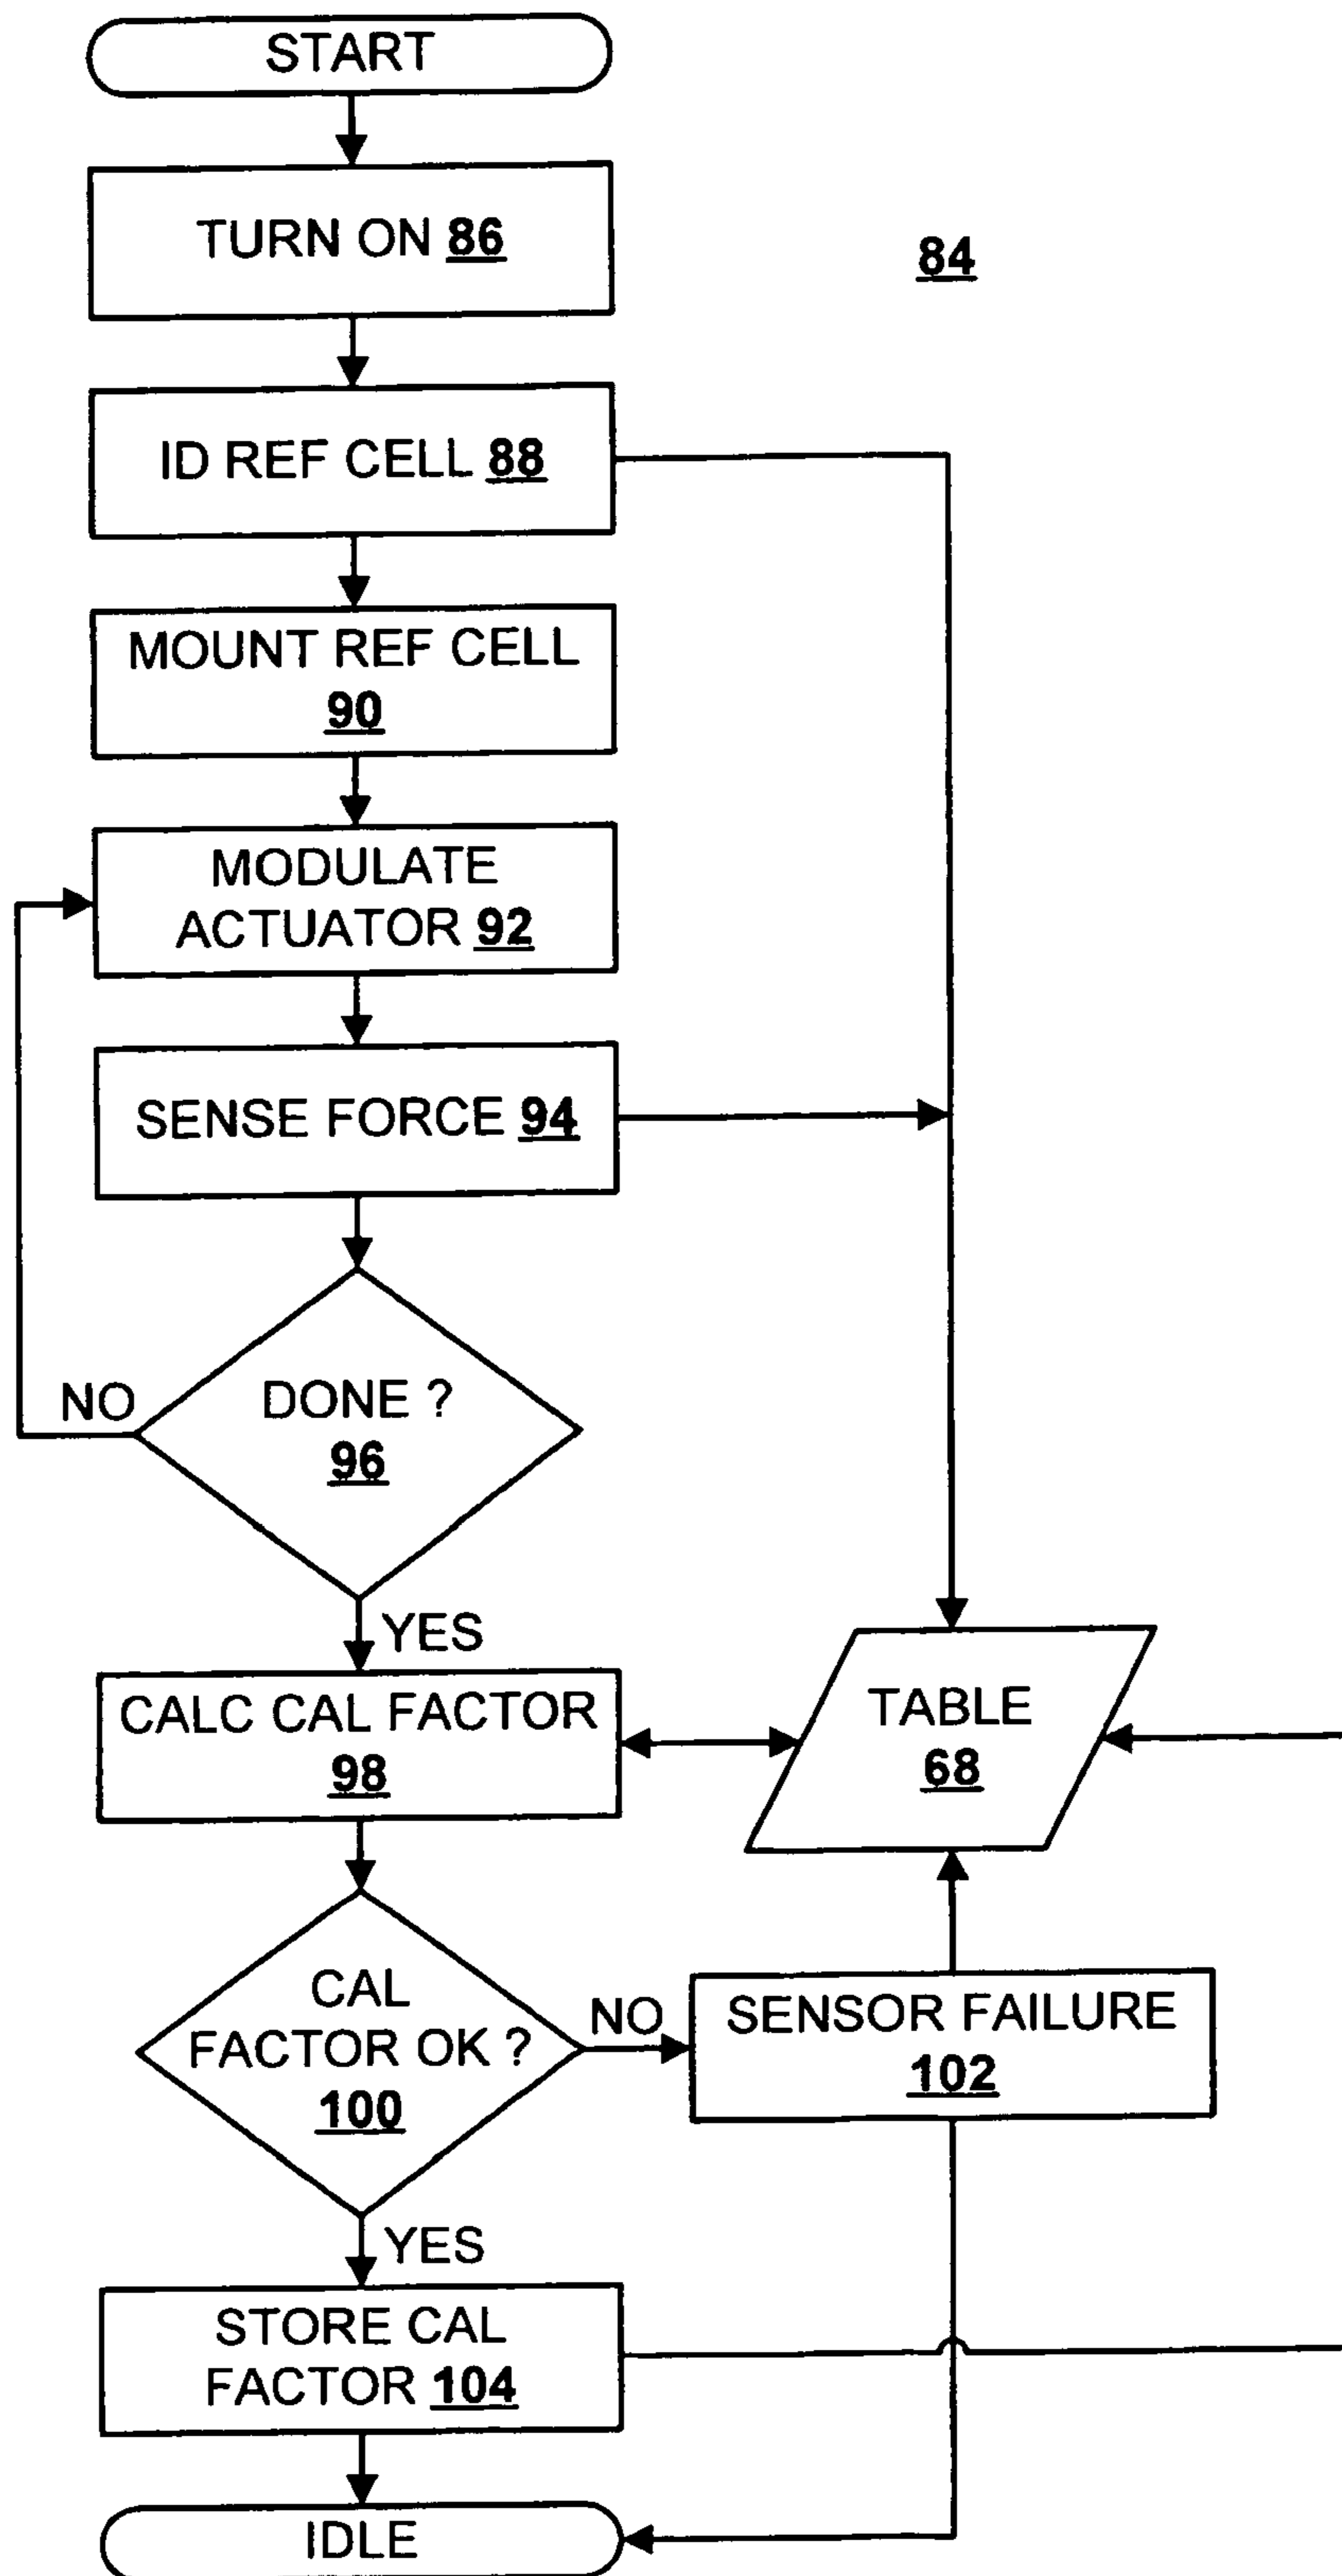 START
TURN ON 86
84
ID REF CELL 88
MOUNT REF CELL
90
MODULATE
ACTUATOR 92
SENSE FORCE 94
NO
DONE ?
96
YES
CALC CAL FACTOR
98
TABLE
68
CAL
FACTOR OK ?
100
NO
SENSOR FAILURE
102
YES
STORE CAL
FACTOR 104
IDLE